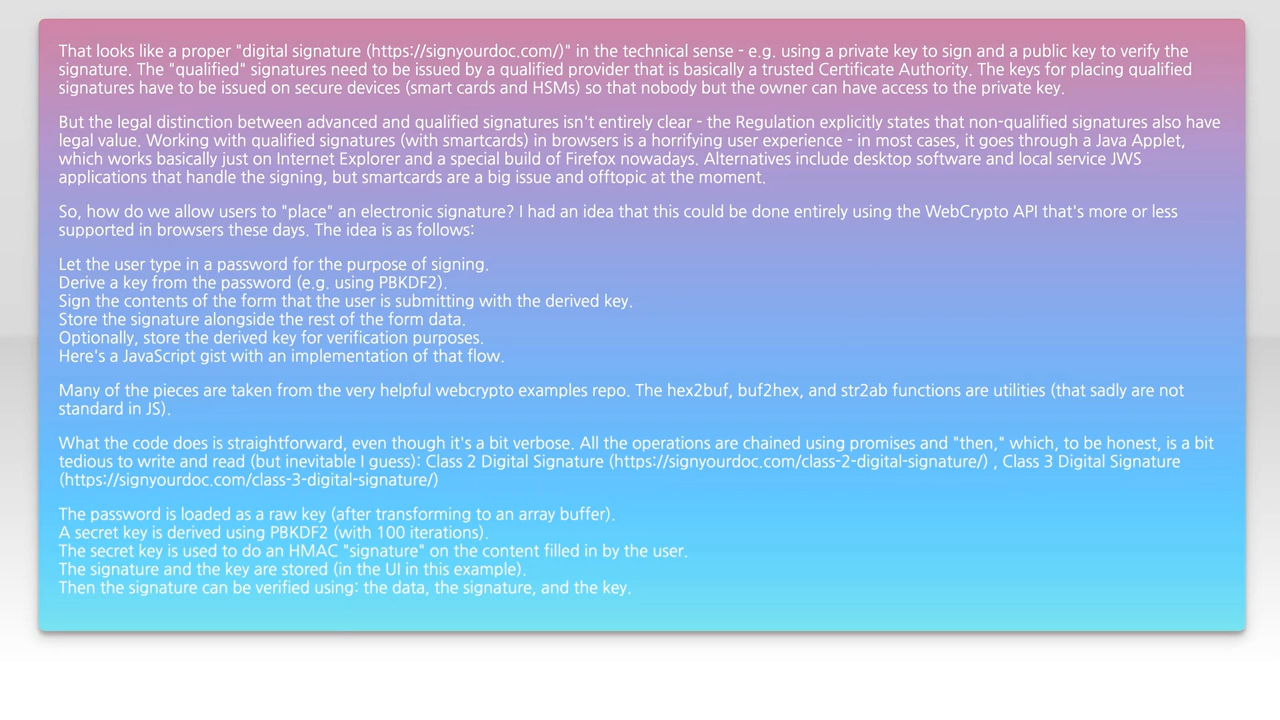 That looks like a proper "digital signature (https://signyourdoc.com/)" in the technical sense - e.g. using a private key to sign and a public key to verify the
signature. The "qualified" signatures need to be issued by a qualified provider that is basically a trusted Certificate Authority. The keys for placing qualified
signatures have to be issued on secure devices (smart cards and HSMs) so that nobody but the owner can have access to the private key.
But the legal distinction between advanced and qualified signatures isn't entirely clear - the Regulation explicitly states that non-qualified signatures also have
legal value. Working with qualified signatures (with smartcards) in browsers is a horrifying user experience - in most cases, it goes through a Java Applet,
which works basically just on Internet Explorer and a special build of Firefox nowadays. Alternatives include desktop software and local service JWS
applications that handle the signing, but smartcards are a big issue and offtopic at the moment.
So, how do we allow users to "place" an electronic signature? I had an idea that this could be done entirely using the WebCrypto API that's more or less
supported in browsers these days. The idea is as follows:
Let the user type in a password for the purpose of signing.
Derive a key from the password (e.g. using PBKDF2).
Sign the contents of the form that the user is submitting with the derived key.
Store the signature alongside the rest of the form data.
Optionally, store the derived key for verification purposes.
Here's a JavaScript gist with an implementation of that flow.
Many of the pieces are taken from the very helpful webcrypto examples repo. The hex2buf, buf2hex, and str2ab functions are utilities (that sadly are not
standard in JS).
What the code does is straightforward, even though it's a bit verbose. All the operations are chained using promises and "then," which, to be honest, is a bit
tedious to write and read (but inevitable I guess): Class 2 Digital Signature (https://signyourdoc.com/class-2-digital-signature/) , Class 3 Digital Signature
(https://signyourdoc.com/class-3-digital-signature/)
The password is loaded as a raw key (after transforming to an array buffer).
A secret key is derived using PBKDF2 (with 100 iterations).
The secret key is used to do an HMAC "signature" on the content filled in by the user.
The signature and the key are stored (in the UI in this example).
Then the signature can be verified using: the data, the signature, and the key.